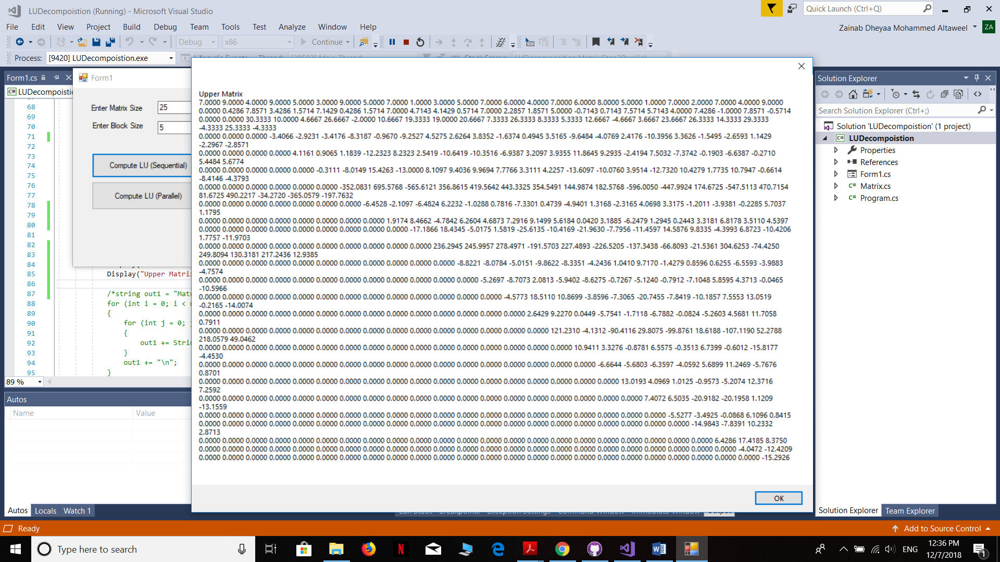 LUDecompoistion (Running) - Microsoft Visual Studio
Quick Launch (Ctrl+Q)
File Edit View Project Build Debug Team Tools Test Analyze Window Help
Zainab Dheyaa Mohammed Altaweel ZA
Debug x86 Continue
Process: [9420] LUDecompoistion.exe
Form1.cs
LUDecompoistic
Form1
Enter Matrix Size 25
Enter Block Size 5
Compute LU (Sequential)
Compute LU (Parallel)
68
69
70
71
72
73
74
75
76
77
78
79
80
81
82
83
84
85 Display("Upper Matri
86
87 /*string out1 = "Mat
88 for (int i = 0; i <
89 {
90 for (int j = 0;
91 {
92 out1 += Stri
93 }
94 out1 += "\n";
95 }
89 %
Autos
Name Value
Autos Locals Watch 1
Upper Matrix
7.0000 9.0000 4.0000 9.0000 5.0000 3.0000 9.0000 5.0000 7.0000 1.0000 3.0000 5.0000 7.0000 6.0000 4.0000 7.0000 6.0000 8.0000 5.0000 1.0000 7.0000 2.0000 7.0000 4.0000 9.0000
0.0000 0.4286 7.8571 3.4286 1.5714 7.1429 0.4286 1.5714 7.0000 4.7143 4.1429 0.5714 7.0000 2.2857 1.8571 5.0000 -0.7143 0.7143 7.5714 5.7143 4.0000 7.4286 -1.0000 7.8571 -0.5714
0.0000 0.0000 30.3333 10.0000 4.6667 26.6667 -2.0000 10.6667 19.3333 19.0000 20.6667 7.3333 26.3333 8.3333 5.3333 12.6667 -4.6667 3.6667 23.6667 26.3333 14.3333 29.3333
-4.3333 25.3333 -4.3333
0.0000 0.0000 0.0000 -3.4066 -2.9231 -3.4176 -8.3187 -0.9670 -9.2527 4.5275 2.6264 3.8352 -1.6374 0.4945 3.5165 -9.6484 -4.0769 2.4176 -10.3956 3.3626 -1.5495 -2.6593 1.1429
-2.2967 -2.8571
0.0000 0.0000 0.0000 0.0000 4.1161 0.9065 1.1839 -12.2323 8.2323 2.5419 -10.6419 -10.3516 -6.9387 3.2097 3.9355 11.8645 9.2935 -2.4194 7.5032 -7.3742 -0.1903 -6.6387 -0.2710
5.4484 5.6774
0.0000 0.0000 0.0000 0.0000 0.0000 -0.3111 -8.0149 15.4263 -13.0000 8.1097 9.4036 9.9694 7.7766 3.3111 4.2257 -13.6097 -10.0760 3.9514 -12.7320 10.4279 1.7735 10.7947 -0.6614
-8.4146 -4.3793
0.0000 0.0000 0.0000 0.0000 0.0000 0.0000 -352.0831 695.5768 -565.6121 356.8615 419.5642 443.3325 354.5491 144.9874 182.5768 -596.0050 -447.9924 174.6725 -547.5113 470.7154
81.6725 490.2217 -34.2720 -365.0579 -197.7632
0.0000 0.0000 0.0000 0.0000 0.0000 0.0000 0.0000 -6.4528 -2.1097 -6.4824 6.2232 -1.0288 0.7816 -7.3301 0.4739 -4.9401 1.3168 -2.3165 4.0698 3.3175 -1.2011 -3.9381 -0.2285 5.7037
1.1795
0.0000 0.0000 0.0000 0.0000 0.0000 0.0000 0.0000 0.0000 1.9174 8.4662 -4.7842 6.2604 4.6873 7.2916 9.1499 5.6184 0.0420 3.1885 -6.2479 1.2945 0.2443 3.3181 6.8178 3.5110 4.5397
0.0000 0.0000 0.0000 0.0000 0.0000 0.0000 0.0000 0.0000 0.0000 -17.1866 18.4345 -5.0175 1.5819 -25.6135 -10.4169 -21.9630 -7.7956 -11.4597 14.5876 9.8335 -4.3993 6.8723 -10.4206
1.7757 -11.9703
0.0000 0.0000 0.0000 0.0000 0.0000 0.0000 0.0000 0.0000 0.0000 0.0000 236.2945 245.9957 278.4971 -191.5703 227.4893 -226.5205 -137.3438 -66.8093 -21.5361 304.6253 -74.4250
249.8094 130.3181 217.2436 12.9385
0.0000 0.0000 0.0000 0.0000 0.0000 0.0000 0.0000 0.0000 0.0000 0.0000 0.0000 -8.8221 -8.0784 -5.0151 -9.8622 -8.3351 -4.2436 1.0410 9.7170 -1.4279 0.8596 0.6255 -6.5593 -3.9883
-4.7574
0.0000 0.0000 0.0000 0.0000 0.0000 0.0000 0.0000 0.0000 0.0000 0.0000 0.0000 0.0000 -5.2697 -8.7073 2.0813 -5.9402 -8.6275 -0.7267 -5.1240 -0.7912 -7.1048 5.8595 4.3713 -0.0465
-10.5966
0.0000 0.0000 0.0000 0.0000 0.0000 0.0000 0.0000 0.0000 0.0000 0.0000 0.0000 0.0000 0.0000 -4.5773 18.5110 10.8699 -3.8596 -7.3065 -20.7455 -7.8419 -10.1857 7.5553 13.0519
-0.2165 -14.0074
0.0000 0.0000 0.0000 0.0000 0.0000 0.0000 0.0000 0.0000 0.0000 0.0000 0.0000 0.0000 0.0000 0.0000 2.6429 9.2270 0.0449 -5.7541 -1.7118 -6.7882 -0.0824 -5.2603 4.5681 11.7058
0.7911
0.0000 0.0000 0.0000 0.0000 0.0000 0.0000 0.0000 0.0000 0.0000 0.0000 0.0000 0.0000 0.0000 0.0000 0.0000 121.2310 -4.1312 -90.4116 29.8075 -99.8761 18.6188 -107.1190 52.2788
218.0579 49.0462
0.0000 0.0000 0.0000 0.0000 0.0000 0.0000 0.0000 0.0000 0.0000 0.0000 0.0000 0.0000 0.0000 0.0000 0.0000 0.0000 10.9411 3.3276 -0.8781 6.5575 -0.3513 6.7399 -0.6012 -15.8177
-4.4530
0.0000 0.0000 0.0000 0.0000 0.0000 0.0000 0.0000 0.0000 0.0000 0.0000 0.0000 0.0000 0.0000 0.0000 0.0000 0.0000 0.0000 -6.6644 -5.6803 -6.3597 -4.0592 5.6899 11.2469 -5.7676
0.8701
0.0000 0.0000 0.0000 0.0000 0.0000 0.0000 0.0000 0.0000 0.0000 0.0000 0.0000 0.0000 0.0000 0.0000 0.0000 0.0000 0.0000 0.0000 13.0193 4.0969 1.0125 -0.9573 -5.2074 12.3716
7.2592
0.0000 0.0000 0.0000 0.0000 0.0000 0.0000 0.0000 0.0000 0.0000 0.0000 0.0000 0.0000 0.0000 0.0000 0.0000 0.0000 0.0000 0.0000 0.0000 7.4072 6.5035 -20.9182 -20.1958 1.1209
-13.1559
0.0000 0.0000 0.0000 0.0000 0.0000 0.0000 0.0000 0.0000 0.0000 0.0000 0.0000 0.0000 0.0000 0.0000 0.0000 0.0000 0.0000 0.0000 0.0000 0.0000 -5.5277 -3.4925 -0.0868 6.1096 0.8415
0.0000 0.0000 0.0000 0.0000 0.0000 0.0000 0.0000 0.0000 0.0000 0.0000 0.0000 0.0000 0.0000 0.0000 0.0000 0.0000 0.0000 0.0000 0.0000 0.0000 0.0000 -14.9843 -7.8391 10.2332
2.8713
0.0000 0.0000 0.0000 0.0000 0.0000 0.0000 0.0000 0.0000 0.0000 0.0000 0.0000 0.0000 0.0000 0.0000 0.0000 0.0000 0.0000 0.0000 0.0000 0.0000 0.0000 0.0000 6.4286 17.4185 8.3750
0.0000 0.0000 0.0000 0.0000 0.0000 0.0000 0.0000 0.0000 0.0000 0.0000 0.0000 0.0000 0.0000 0.0000 0.0000 0.0000 0.0000 0.0000 0.0000 0.0000 0.0000 0.0000 0.0000 -4.0472 -12.4209
0.0000 0.0000 0.0000 0.0000 0.0000 0.0000 0.0000 0.0000 0.0000 0.0000 0.0000 0.0000 0.0000 0.0000 0.0000 0.0000 0.0000 0.0000 0.0000 0.0000 0.0000 0.0000 0.0000 0.0000 -15.2926
OK
Solution Explorer
Search Solution Explorer (Ctrl+;)
Solution 'LUDecompoistion' (1 project)
LUDecompoistion
Properties
References
Form1.cs
Matrix.cs
Program.cs
Solution Explorer Team Explorer
Ready
Add to Source Control
Type here to search
ENG
12:36 PM
12/7/2018
1